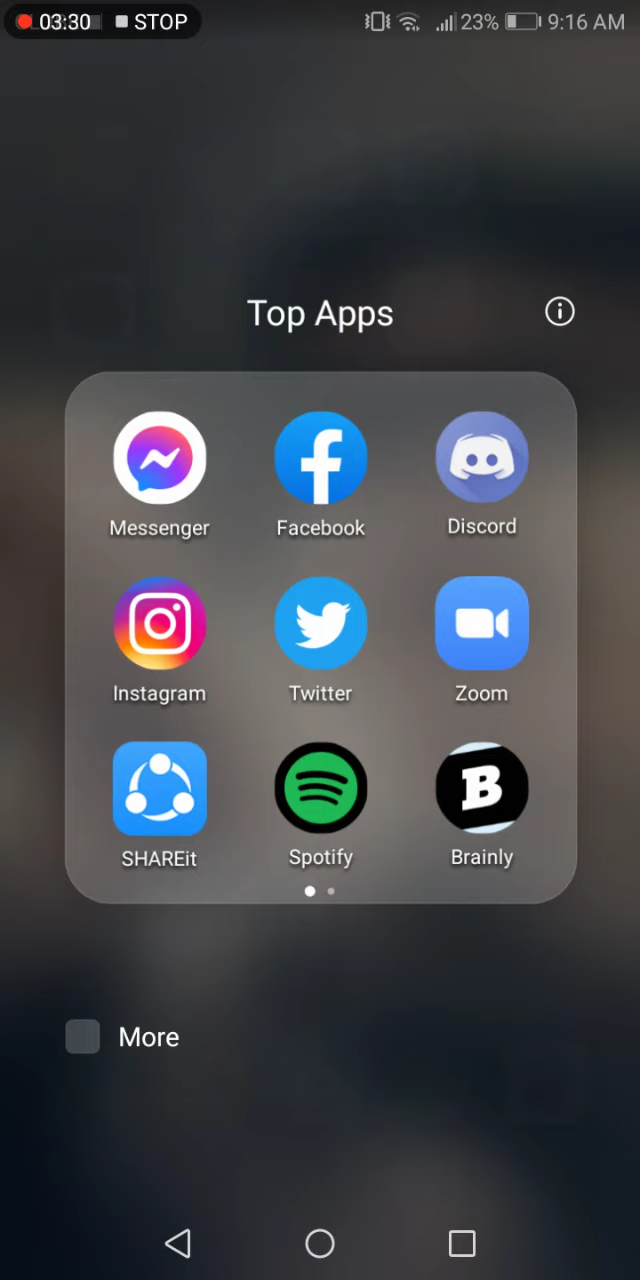 03:30 STOP 23% 9:16 AM
Top Apps
Messenger Facebook Discord
Instagram Twitter Zoom
B
SHAREit Spotify Brainly
More